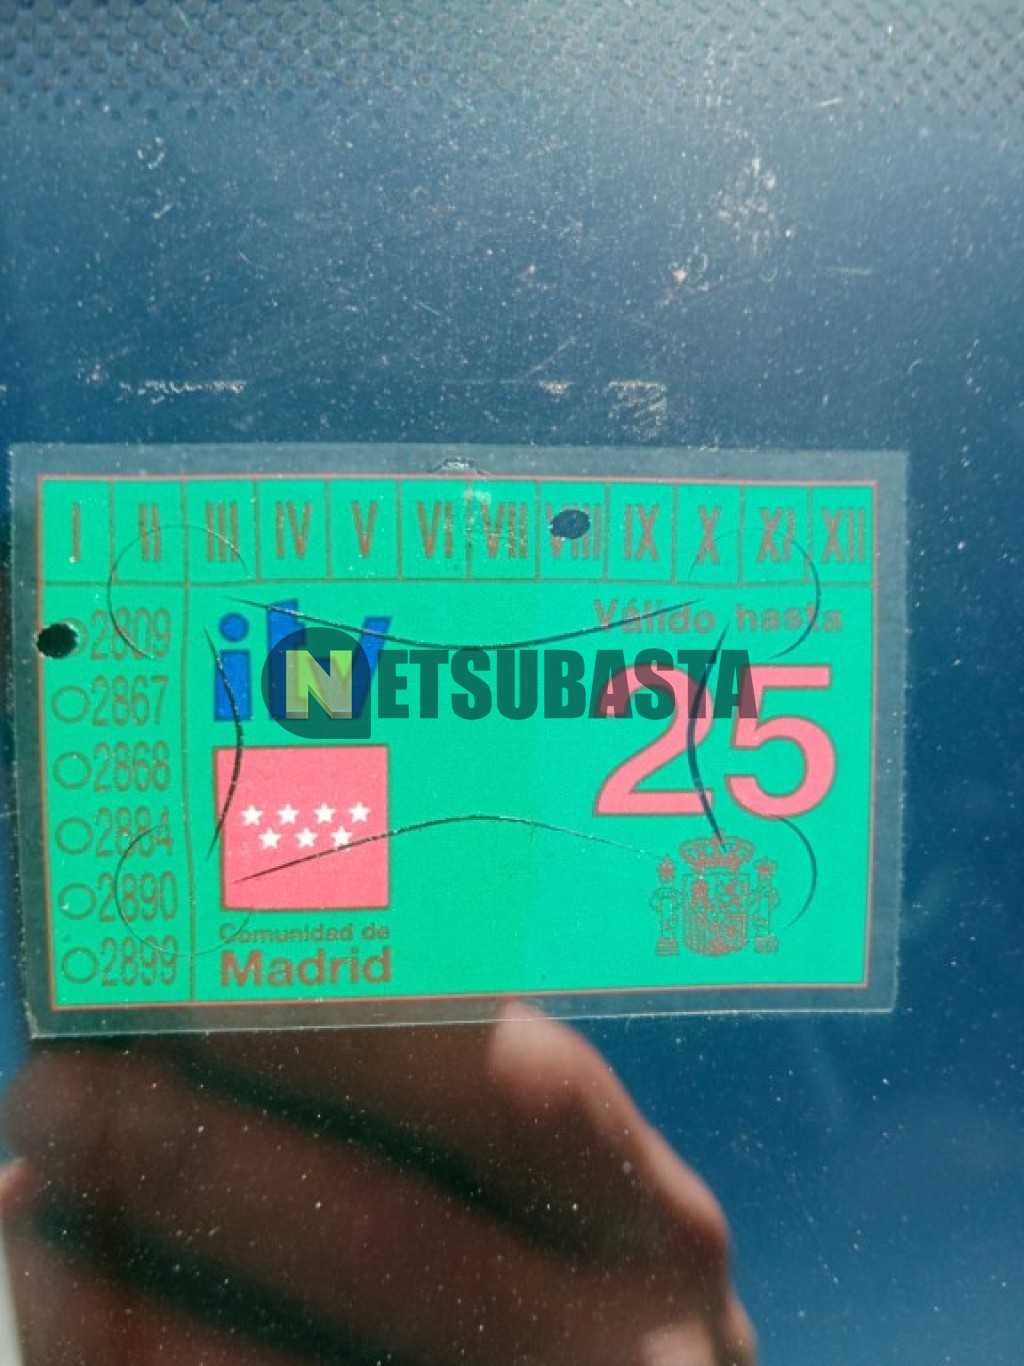 I II III IV V VI VII VIII IX X XI XII
2809
2867
2868
2884
2890
2899
itv
Válido hasta
25
NETSUBASTA
Comunidad de
Madrid